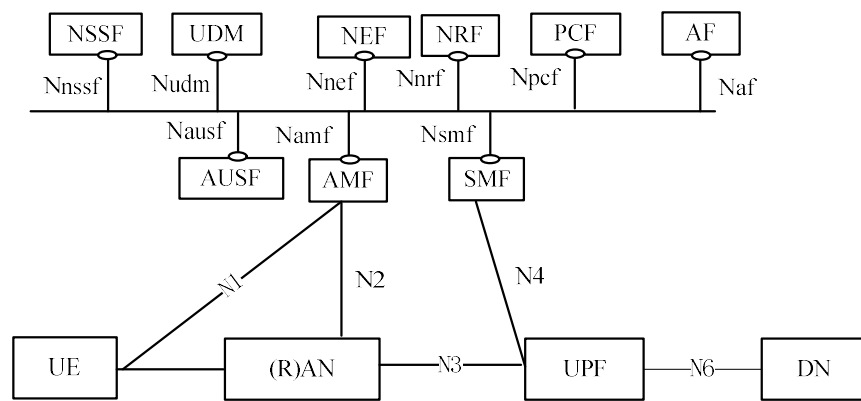 NSSF UDM NEF NRF PCF AF
Nnssf Nudm Nnef Nnrf Npcf Naf
Nausf Namf Nsmf
AUSF AMF SMF
N1 N2 N4
UE (R)AN N3 UPF N6 DN